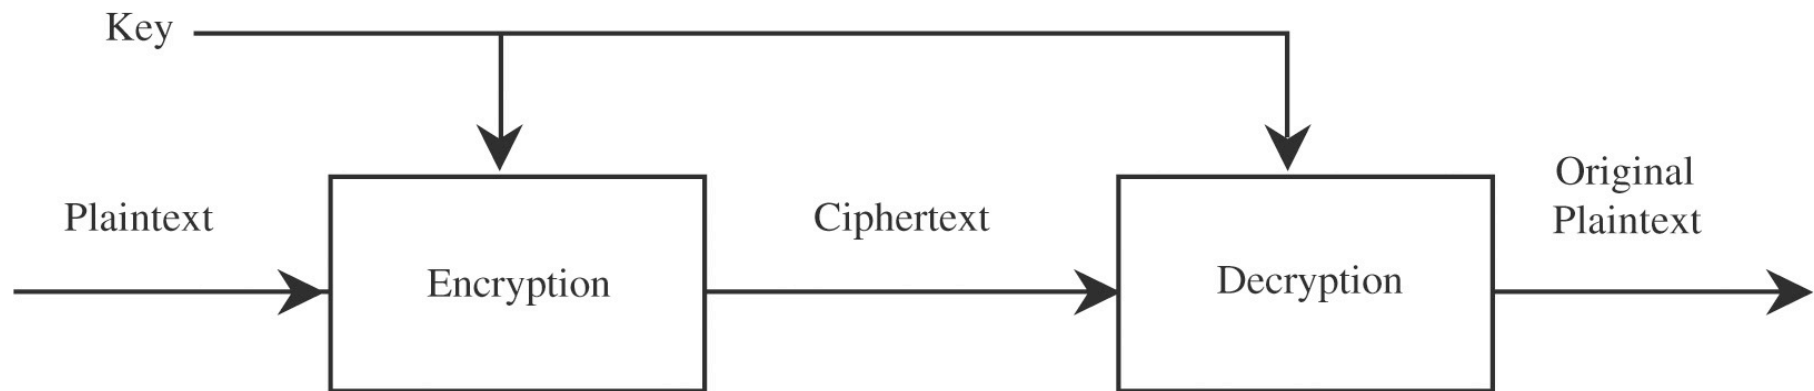 Key
Plaintext
Encryption
Ciphertext
Decryption
Original
Plaintext